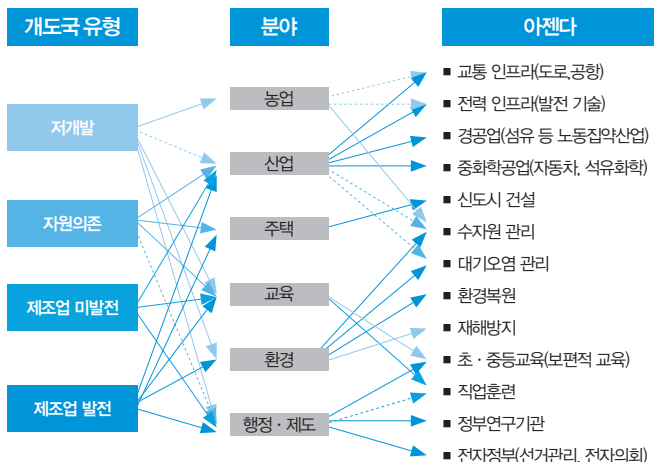 개도국 유형
분야
아젠다
저개발
자원의존
제조업 미발전
제조업 발전
농업
산업
주택
교육
환경
행정 · 제도
■ 교통 인프라(도로,공항)
■ 전력 인프라(발전 기술)
■ 경공업(섬유 등 노동집약산업)
■ 중화학공업(자동차, 석유화학)
■ 신도시 건설
■ 수자원 관리
■ 대기오염 관리
■ 환경복원
■ 재해방지
■ 초 · 중등교육(보편적 교육)
■ 직업훈련
■ 정부연구기관
■ 전자정부(선거관리, 전자의회)